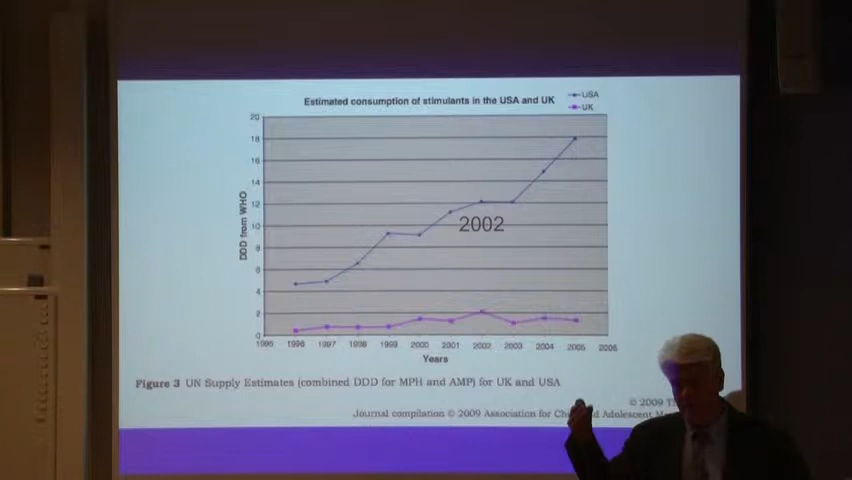 Estimated consumption of stimulants in the USA and UK
USA
UK
20
18
16
14
12
10
8
6
4
2
0
DDD from WHO
2002
1995 1996 1997 1998 1999 2000 2001 2002 2003 2004 2005 2006
Years
Figure 3 UN Supply Estimates (combined DDD for MPH and AMP) for UK and USA
© 2009
Journal compilation © 2009 Association for d Adolescent